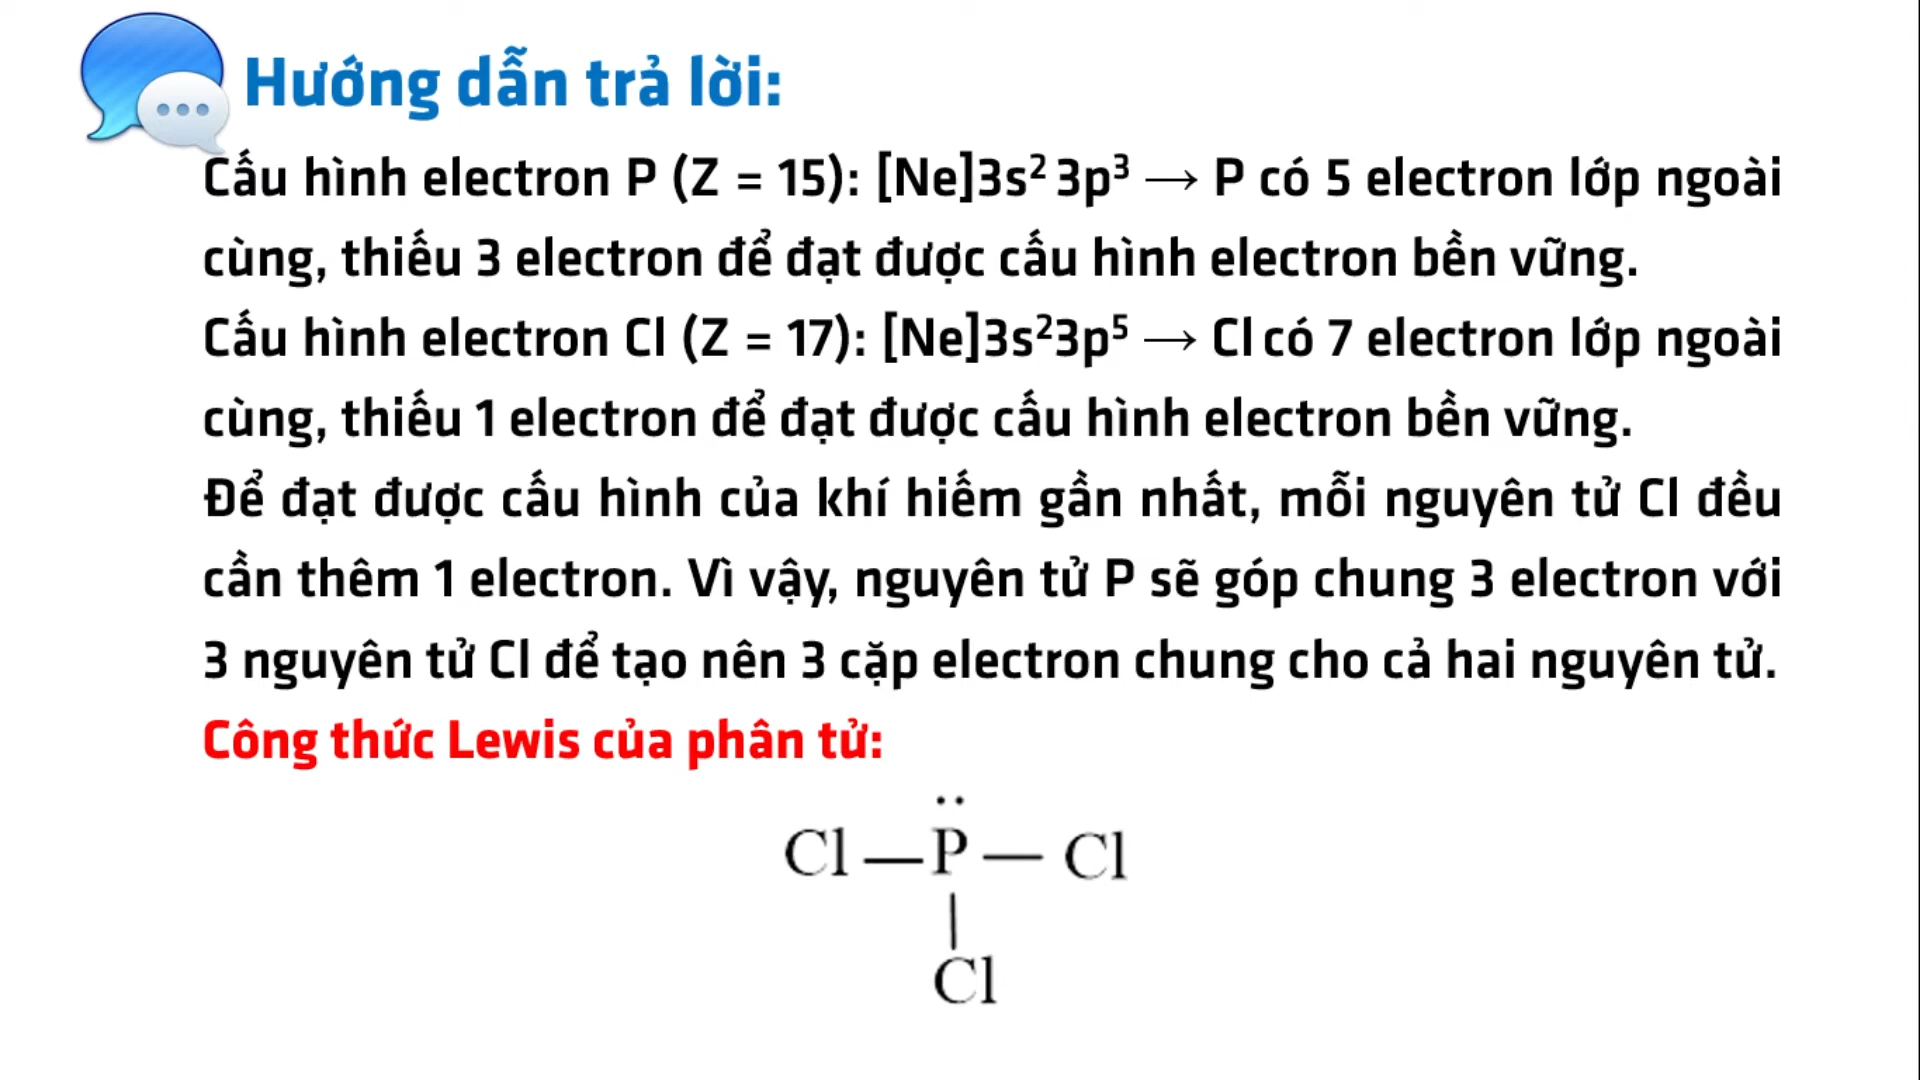 Hướng dẫn trả lời:
Cấu hình electron P (Z = 15): [Ne]3s² 3p³ → P có 5 electron lớp ngoài
cùng, thiếu 3 electron để đạt được cấu hình electron bền vững.
Cấu hình electron Cl (Z = 17): [Ne]3s²3p⁵ → Cl có 7 electron lớp ngoài
cùng, thiếu 1 electron để đạt được cấu hình electron bền vững.
Để đạt được cấu hình của khí hiếm gần nhất, mỗi nguyên tử Cl đều
cần thêm 1 electron. Vì vậy, nguyên tử P sẽ góp chung 3 electron với
3 nguyên tử Cl để tạo nên 3 cặp electron chung cho cả hai nguyên tử.
Công thức Lewis của phân tử:
··
Cl — P — Cl
|
Cl